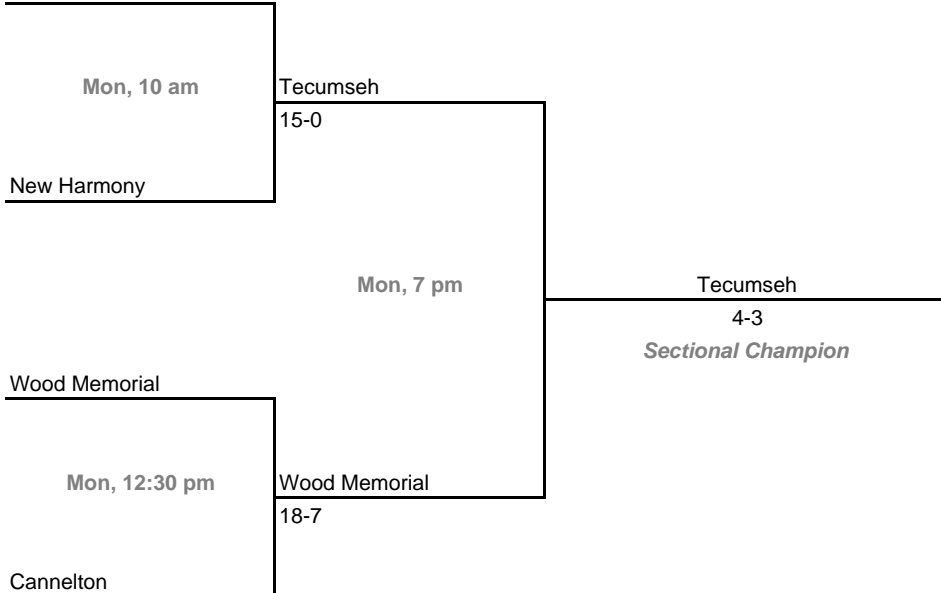 Mon, 10 am
Tecumseh
15-0
New Harmony
Mon, 7 pm
Tecumseh
4-3
Sectional Champion
Wood Memorial
Mon, 12:30 pm
Wood Memorial
18-7
Cannelton